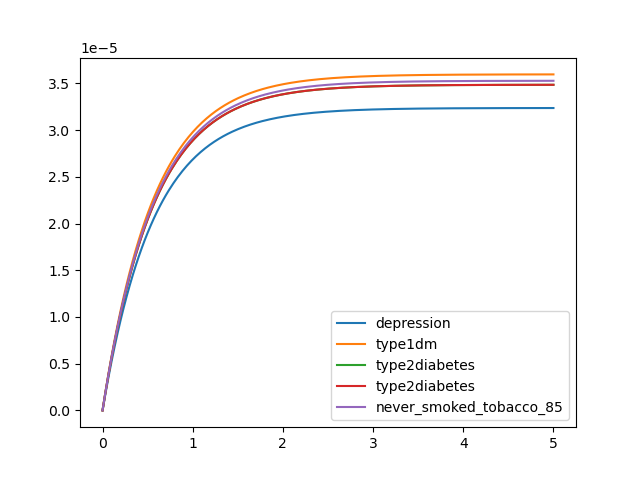 1e−5
3.5
3.0
2.5
2.0
1.5
1.0
0.5
0.0
0 1 2 3 4 5
depression
type1dm
type2diabetes
type2diabetes
never_smoked_tobacco_85